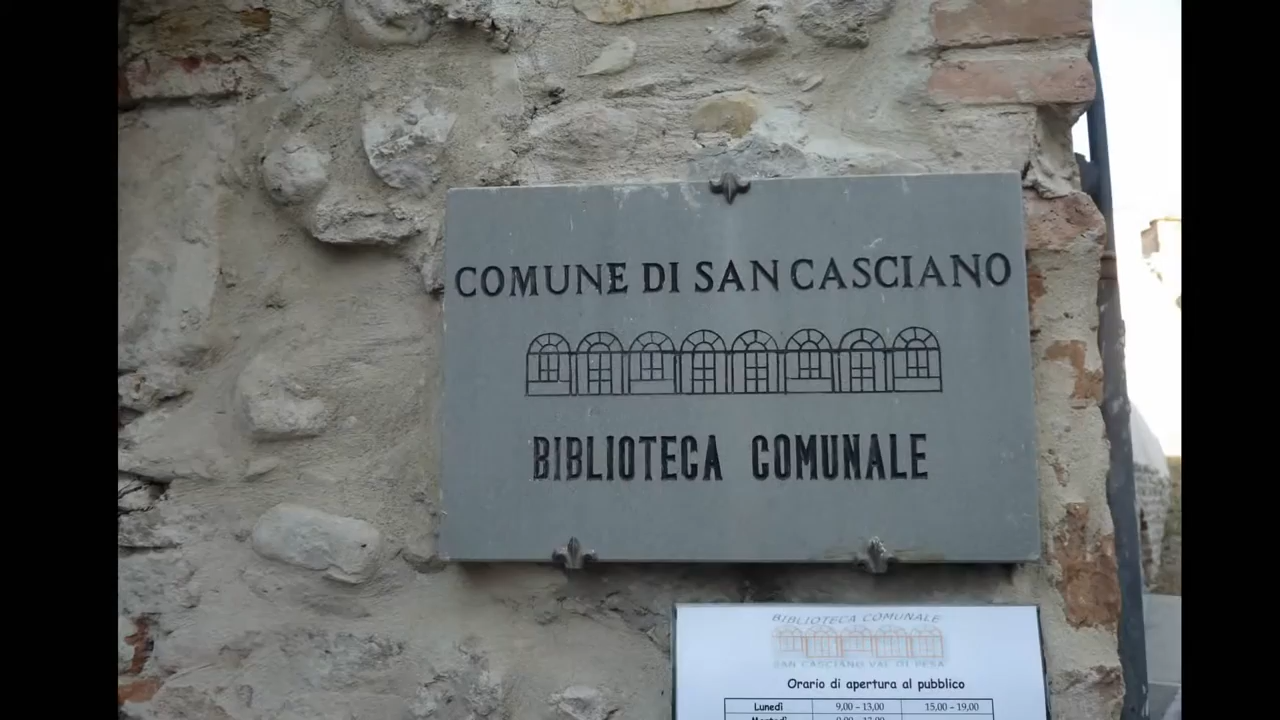 COMUNE DI SAN CASCIANO
BIBLIOTECA COMUNALE
BIBLIOTECA COMUNALE
SAN CASCIANO VAL DI PESA
Orario di apertura al pubblico
Lunedì 9,00 – 13,00 15,00 – 19,00